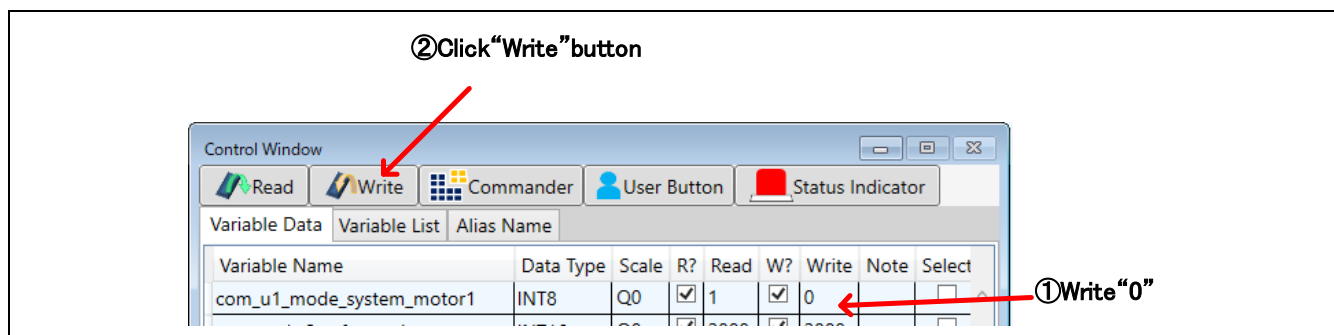 ②Click“Write”button
Control Window
Read Write Commander User Button Status Indicator
Variable Data Variable List Alias Name
Variable Name Data Type Scale R? Read W? Write Note Select
com_u1_mode_system_motor1 INT8 Q0 1 0
①Write“0”